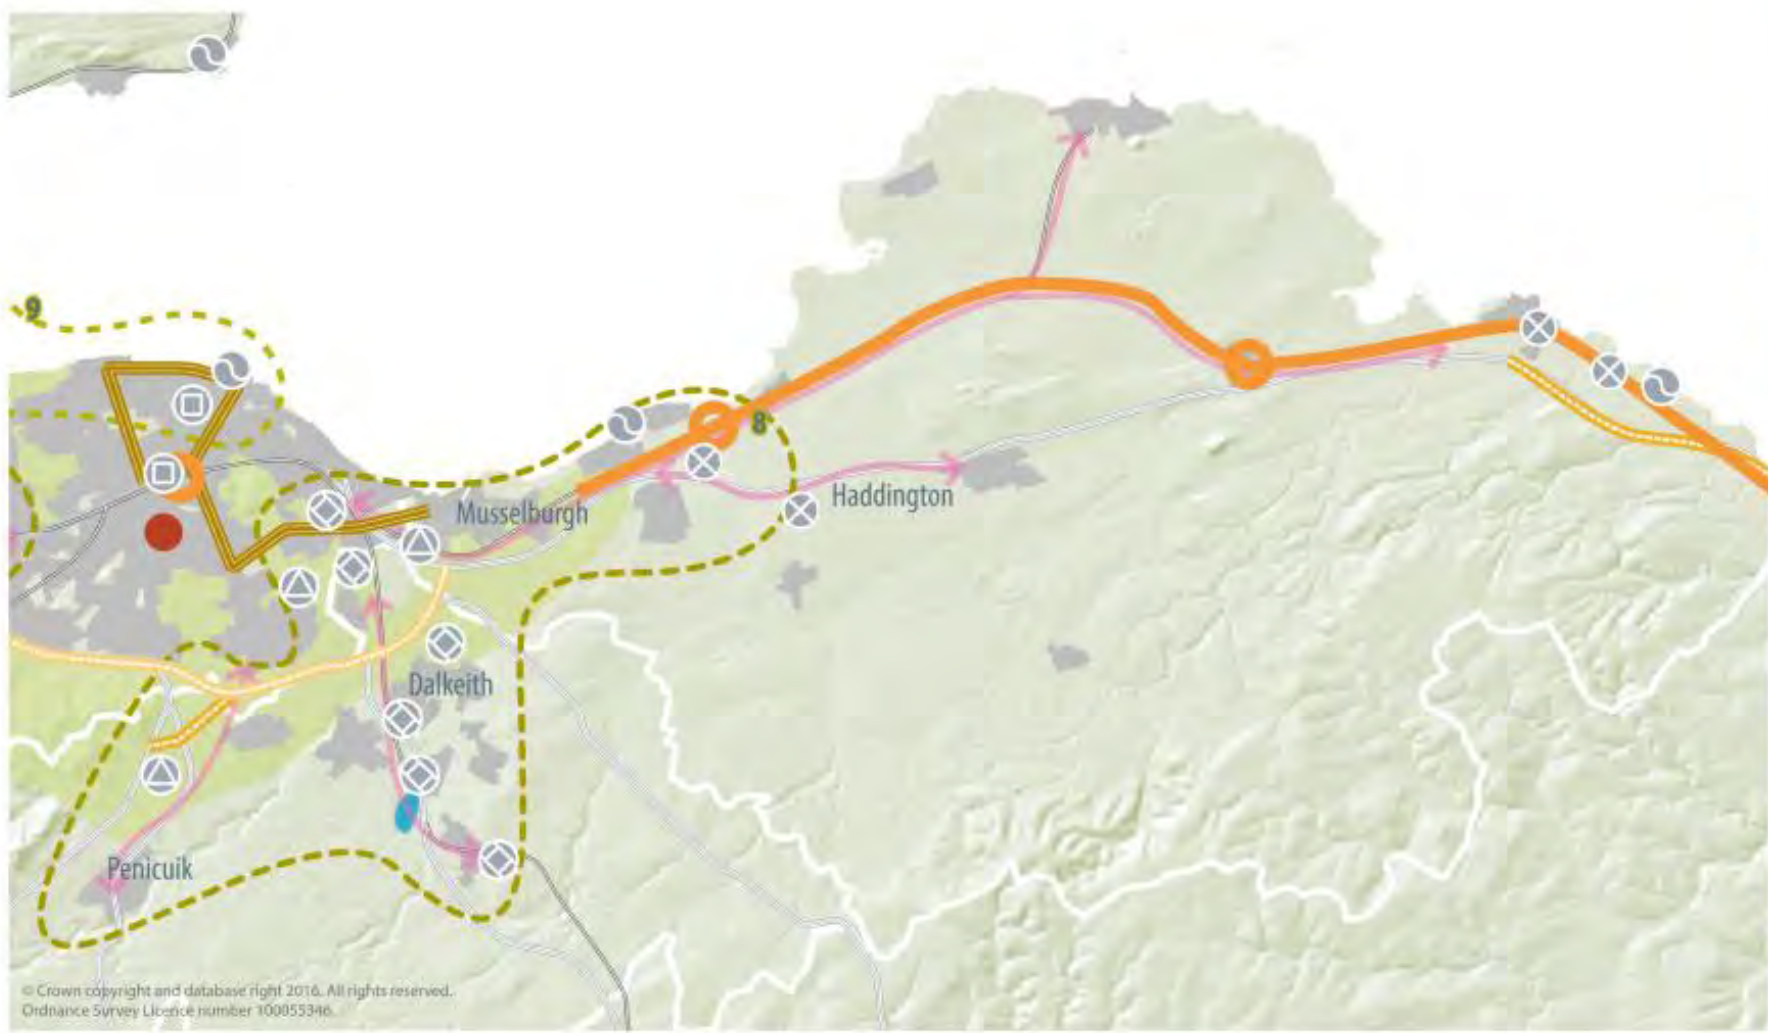 9
8
Musselburgh
Haddington
Dalkeith
Penicuik
© Crown copyright and database right 2016. All rights reserved.
Ordnance Survey Licence number 100055346.